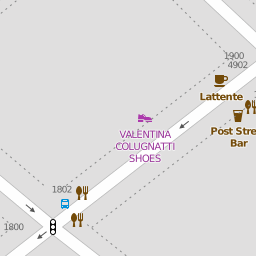 1900
4902
Lattente
Post Stre
Bar
VALENTINA
COLUGNATTI
SHOES
1802
1800